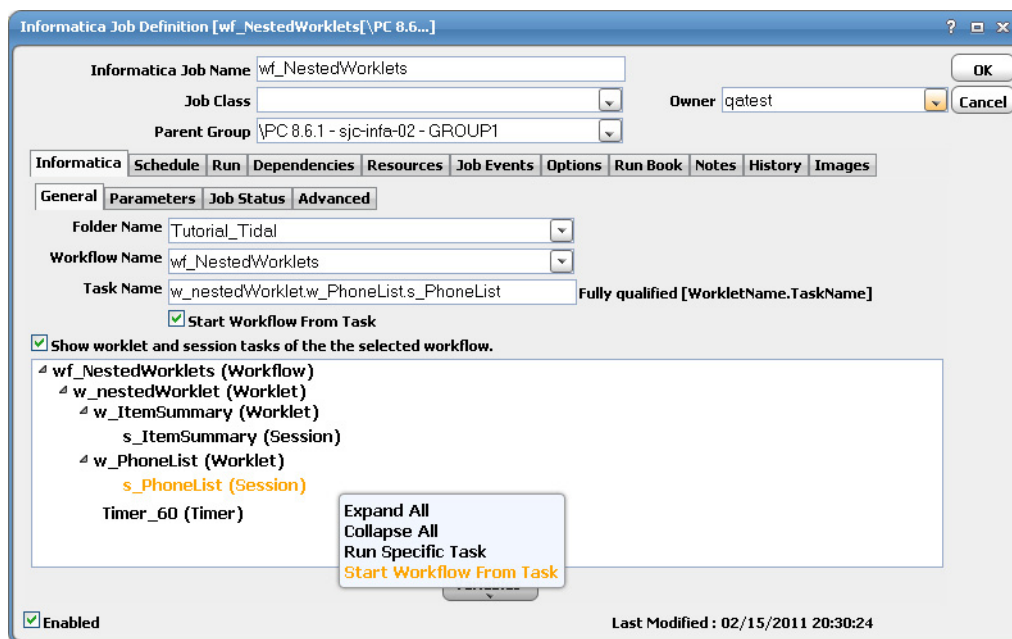 Informatica Job Definition [wf_NestedWorklets[\PC 8.6...]
Informatica Job Name wf_NestedWorklets OK
Job Class Owner qatest Cancel
Parent Group \PC 8.6.1 - sjc-infa-02 - GROUP1
Informatica Schedule Run Dependencies Resources Job Events Options Run Book Notes History Images
General Parameters Job Status Advanced
Folder Name Tutorial_Tidal
Workflow Name wf_NestedWorklets
Task Name w_nestedWorklet.w_PhoneList.s_PhoneList Fully qualified [WorkletName.TaskName]
Start Workflow From Task
Show worklet and session tasks of the the selected workflow.
wf_NestedWorklets (Workflow)
w_nestedWorklet (Worklet)
w_ItemSummary (Worklet)
s_ItemSummary (Session)
w_PhoneList (Worklet)
s_PhoneList (Session)
Timer_60 (Timer)
Expand All
Collapse All
Run Specific Task
Start Workflow From Task
Enabled Last Modified : 02/15/2011 20:30:24